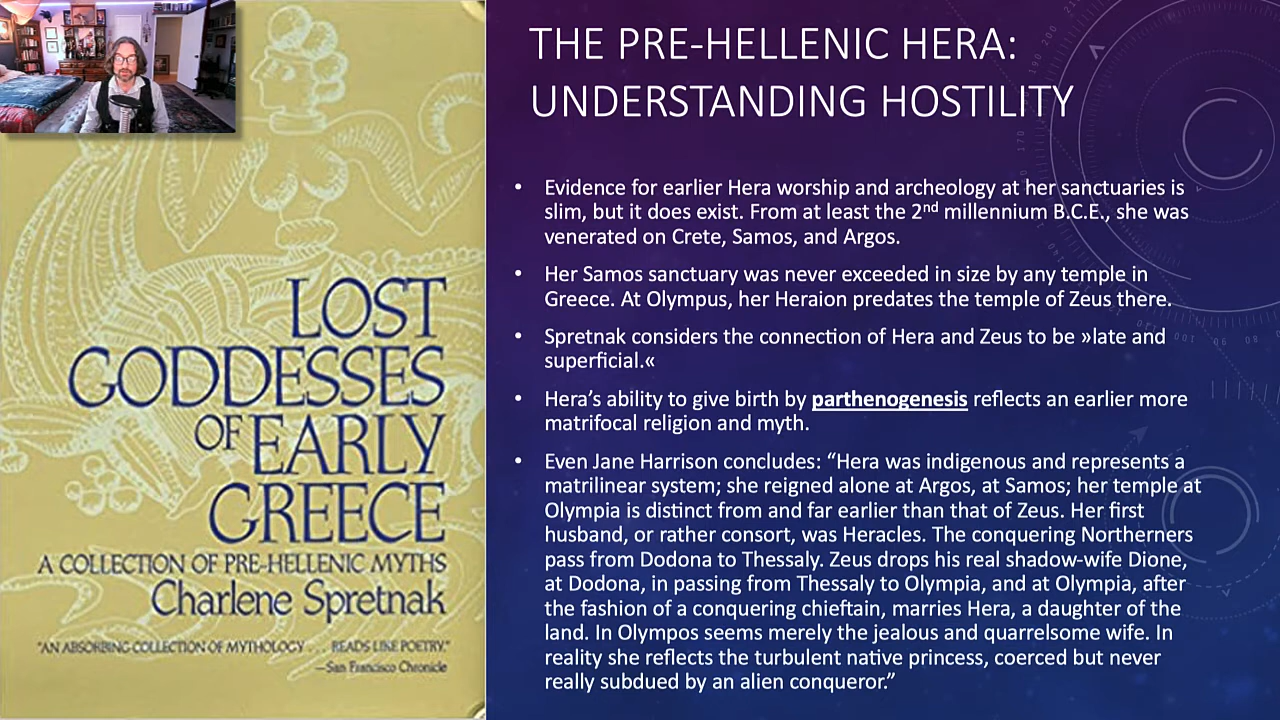 LOST
GODDESSES
OF EARLY
GREECE
A COLLECTION OF PRE-HELLENIC MYTHS
Charlene Spretnak
"AN ABSORBING COLLECTION OF MYTHOLOGY . . . READS LIKE POETRY."
—San Francisco Chronicle
THE PRE-HELLENIC HERA:
UNDERSTANDING HOSTILITY
• Evidence for earlier Hera worship and archeology at her sanctuaries is
slim, but it does exist. From at least the 2nd millennium B.C.E., she was
venerated on Crete, Samos, and Argos.
• Her Samos sanctuary was never exceeded in size by any temple in
Greece. At Olympus, her Heraion predates the temple of Zeus there.
• Spretnak considers the connection of Hera and Zeus to be »late and
superficial.«
• Hera's ability to give birth by parthenogenesis reflects an earlier more
matrifocal religion and myth.
• Even Jane Harrison concludes: "Hera was indigenous and represents a
matrilinear system; she reigned alone at Argos, at Samos; her temple at
Olympia is distinct from and far earlier than that of Zeus. Her first
husband, or rather consort, was Heracles. The conquering Northerners
pass from Dodona to Thessaly. Zeus drops his real shadow-wife Dione,
at Dodona, in passing from Thessaly to Olympia, and at Olympia, after
the fashion of a conquering chieftain, marries Hera, a daughter of the
land. In Olympos seems merely the jealous and quarrelsome wife. In
reality she reflects the turbulent native princess, coerced but never
really subdued by an alien conqueror."